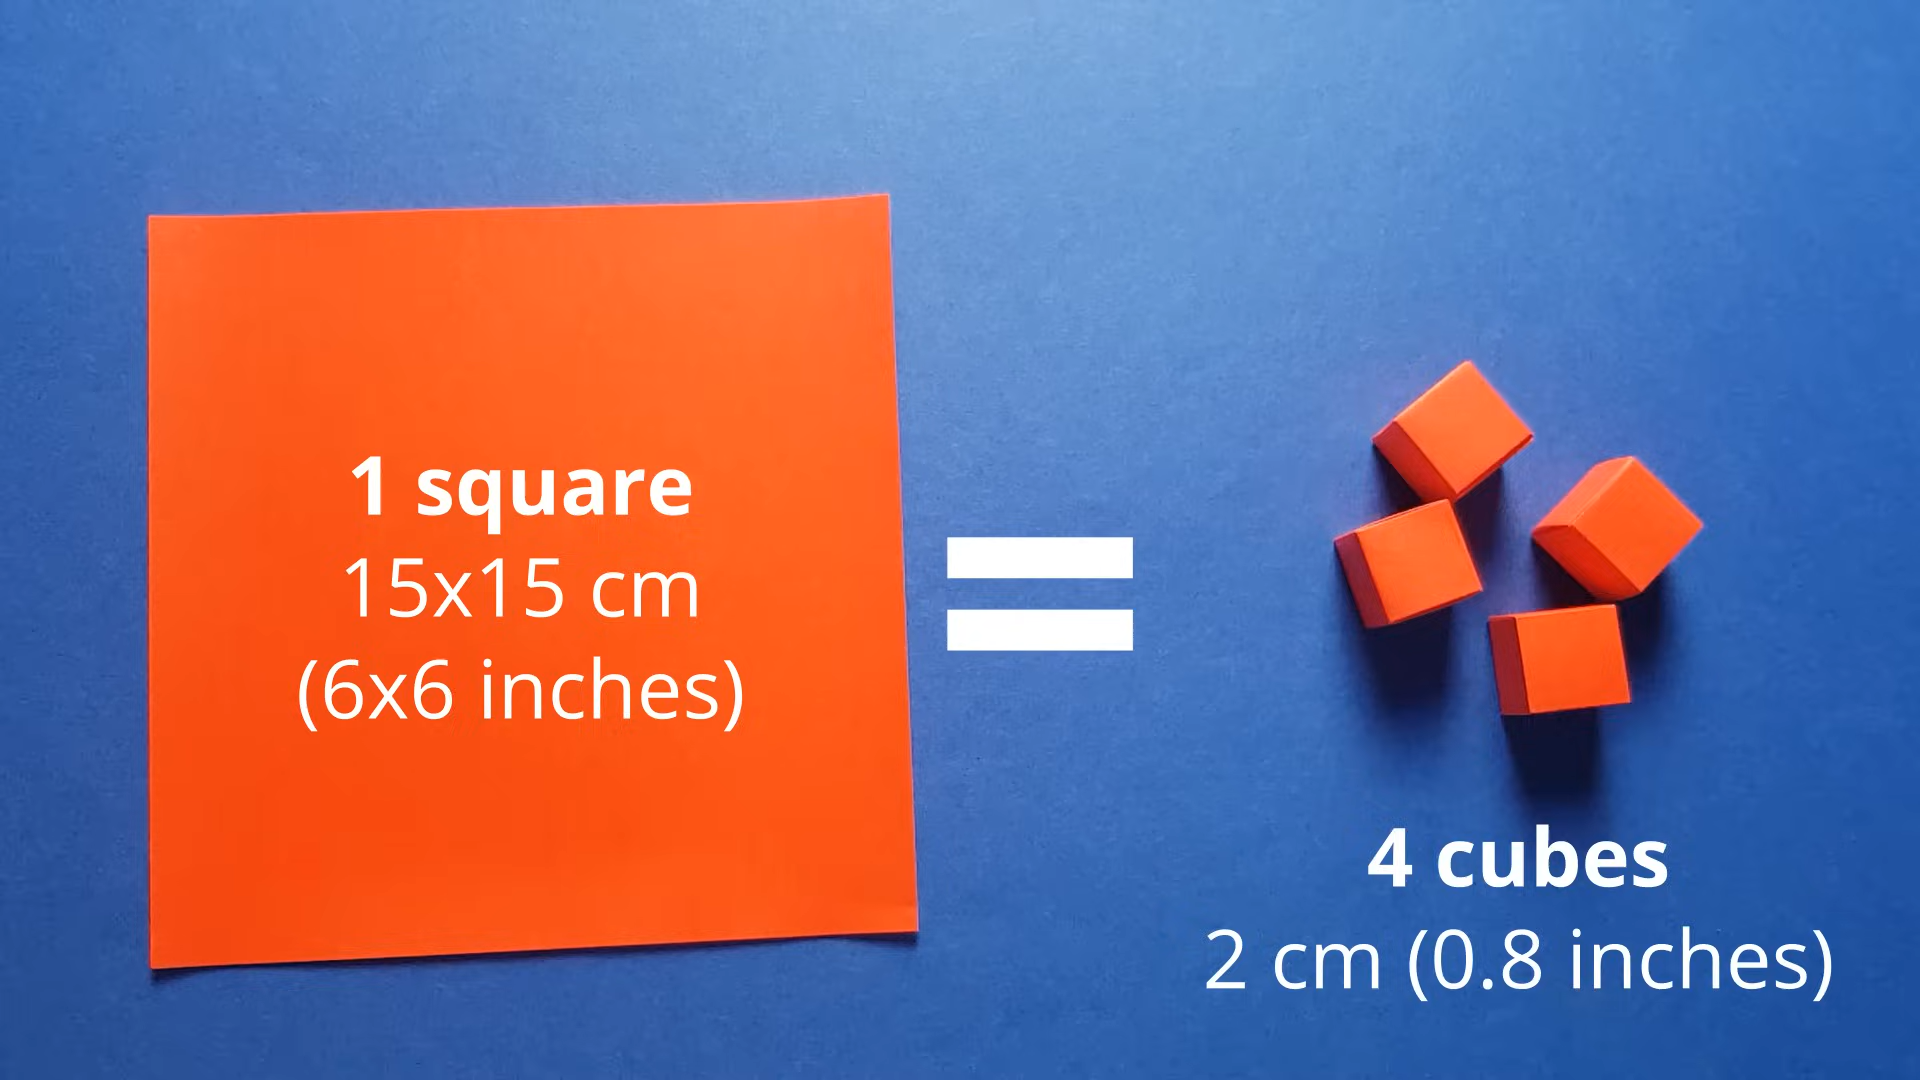 1 square
15x15 cm
(6x6 inches)
=
4 cubes
2 cm (0.8 inches)